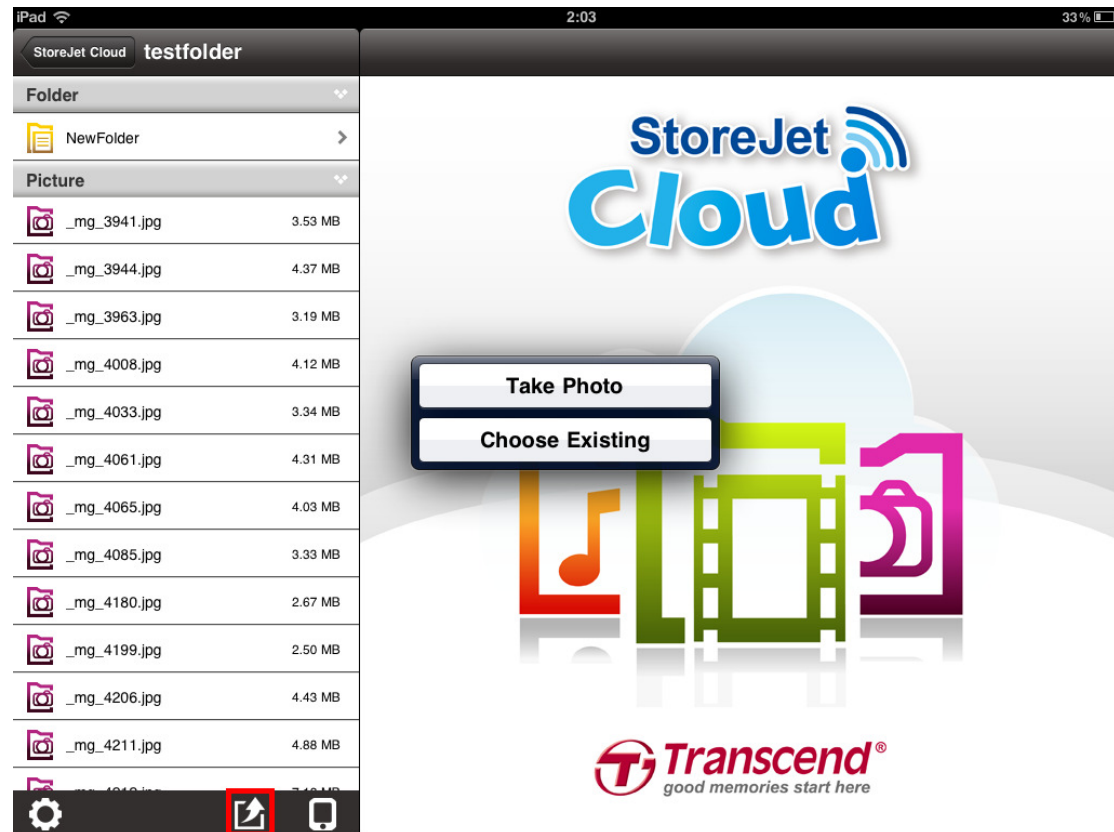 iPad 2:03 33%
StoreJet Cloud testfolder
Folder
NewFolder
Picture
_mg_3941.jpg 3.53 MB
_mg_3944.jpg 4.37 MB
_mg_3963.jpg 3.19 MB
_mg_4008.jpg 4.12 MB
_mg_4033.jpg 3.34 MB
_mg_4061.jpg 4.31 MB
_mg_4065.jpg 4.03 MB
_mg_4085.jpg 3.33 MB
_mg_4180.jpg 2.67 MB
_mg_4199.jpg 2.50 MB
_mg_4206.jpg 4.43 MB
_mg_4211.jpg 4.88 MB
StoreJet
Cloud
Take Photo
Choose Existing
Transcend®
good memories start here